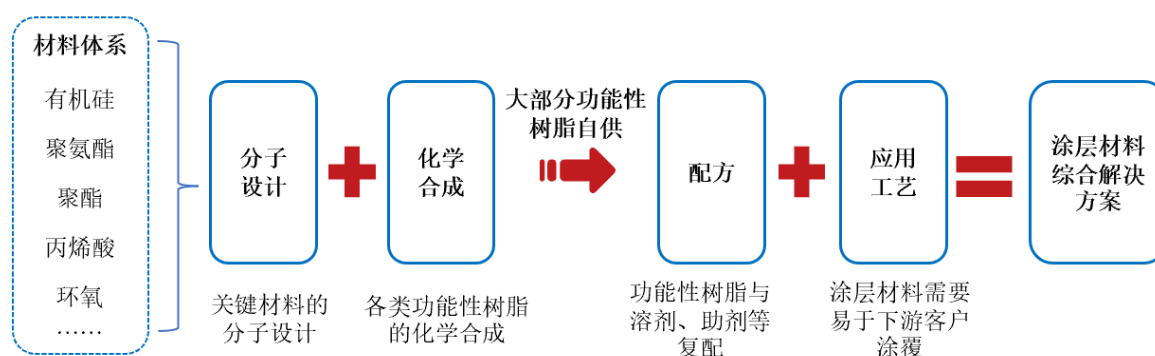 材料体系
有机硅
聚氨酯
聚酯
丙烯酸
环氧
……
分子
设计
关键材料的
分子设计
化学
合成
各类功能性树脂
的化学合成
大部分功能性
树脂自供
配方
功能性树脂与
溶剂、助剂等
复配
应用
工艺
涂层材料需要
易于下游客户
涂覆
涂层材料
综合解决
方案